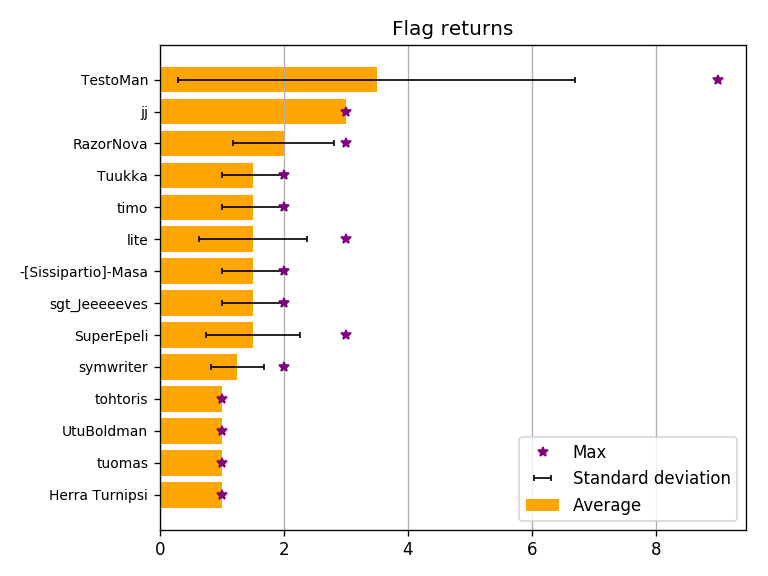 Flag returns
TestoMan
jj
RazorNova
Tuukka
timo
lite
-[Sissipartio]-Masa
sgt_Jeeeeeves
SuperEpeli
symwriter
tohtoris
UtuBoldman
tuomas
Herra Turnipsi
Max
Standard deviation
Average
0 2 4 6 8